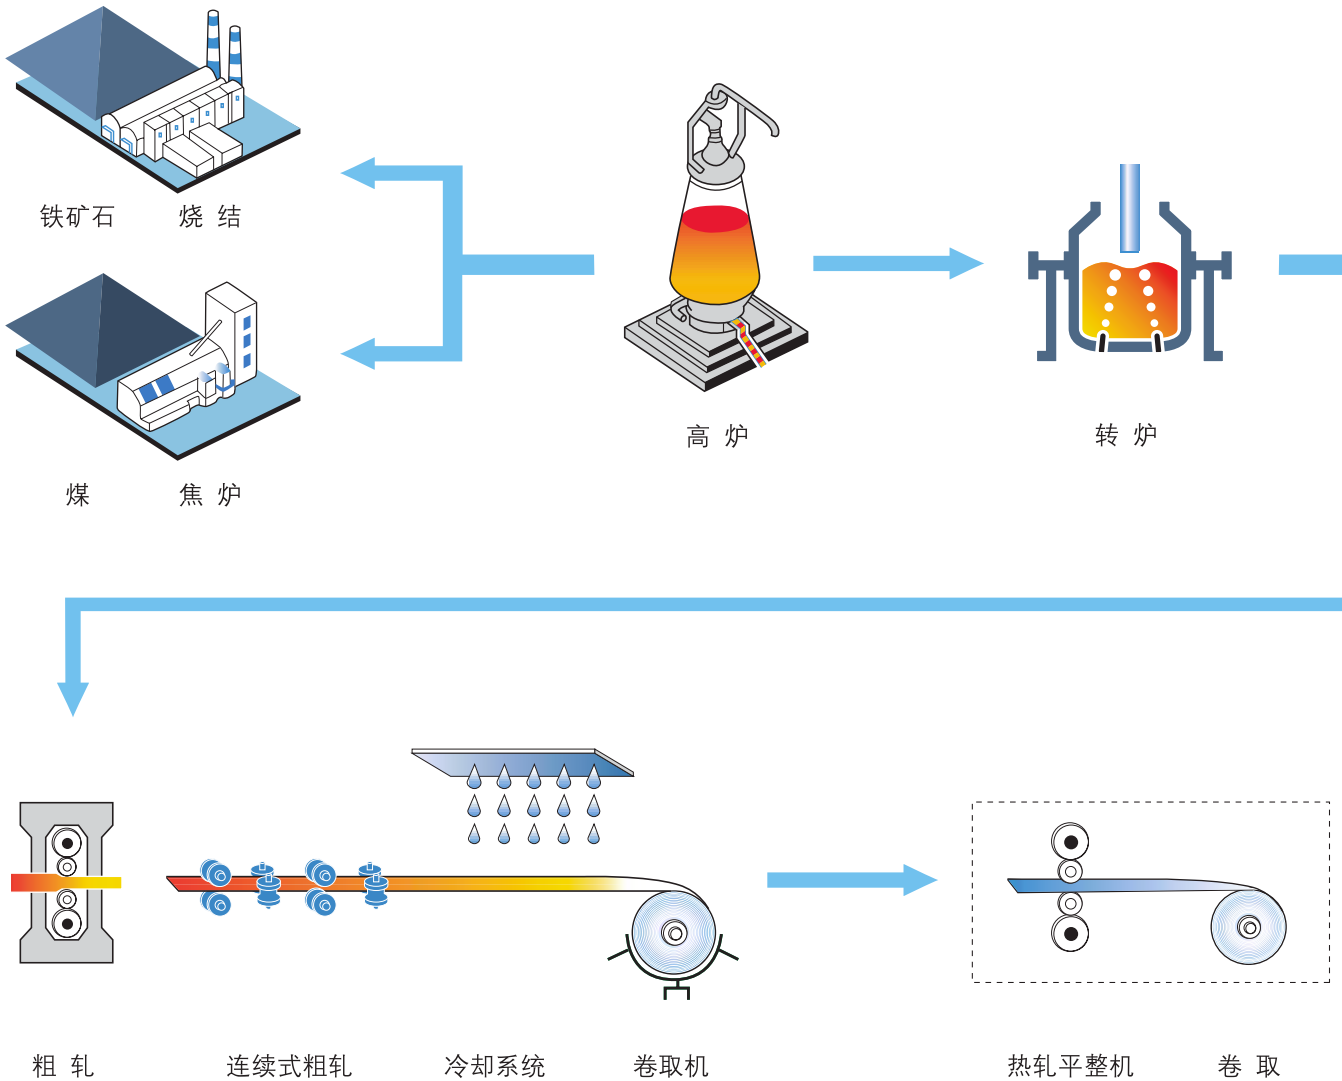 铁矿石 烧 结
煤 焦 炉
高 炉
转 炉
粗 轧
连续式粗轧
冷却系统
卷取机
热轧平整机
卷 取